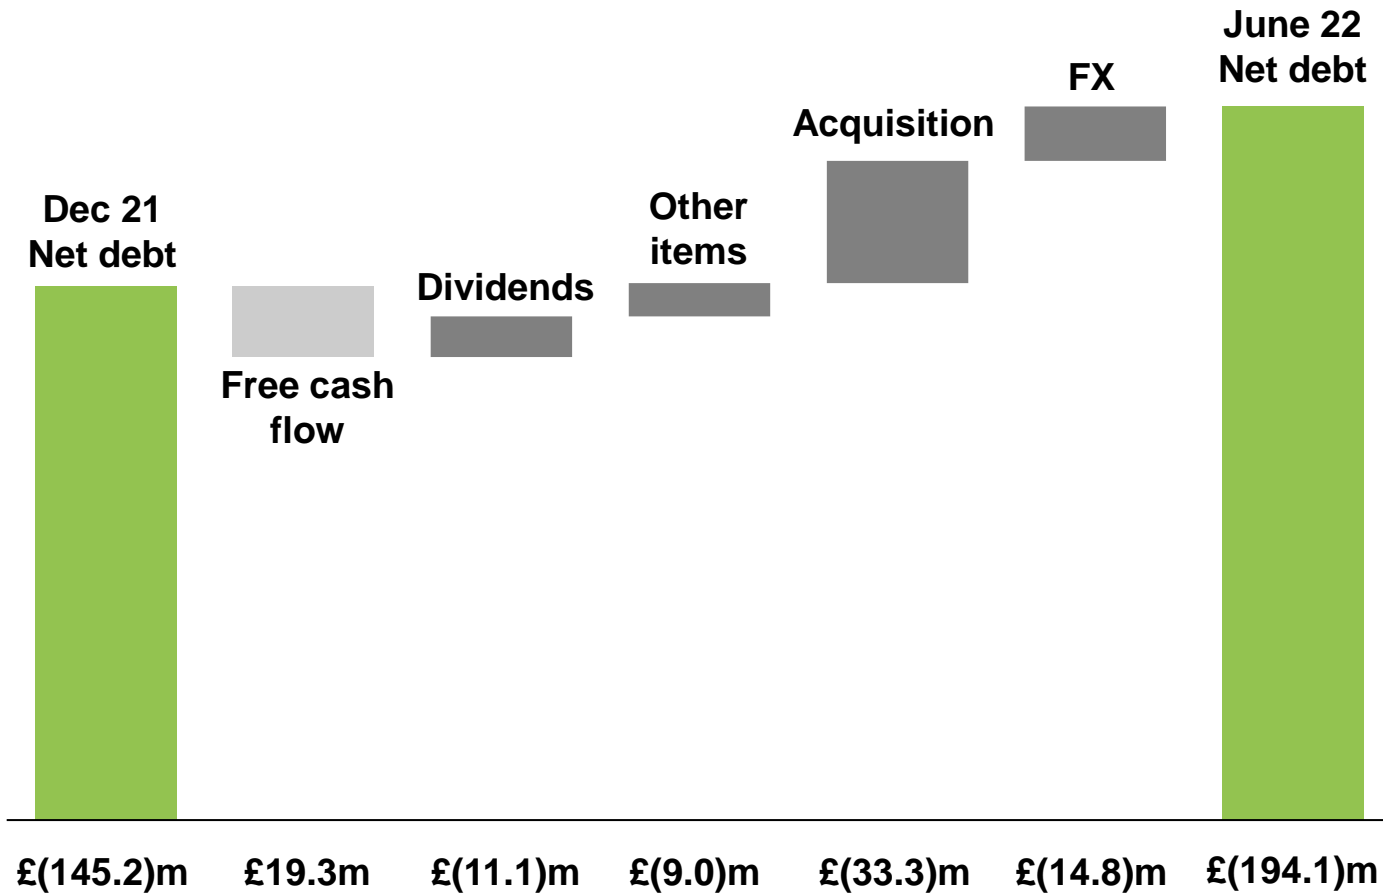 Dec 21
Net debt
Free cash
flow
Dividends
Other
items
Acquisition
FX
June 22
Net debt
£(145.2)m
£19.3m
£(11.1)m
£(9.0)m
£(33.3)m
£(14.8)m
£(194.1)m